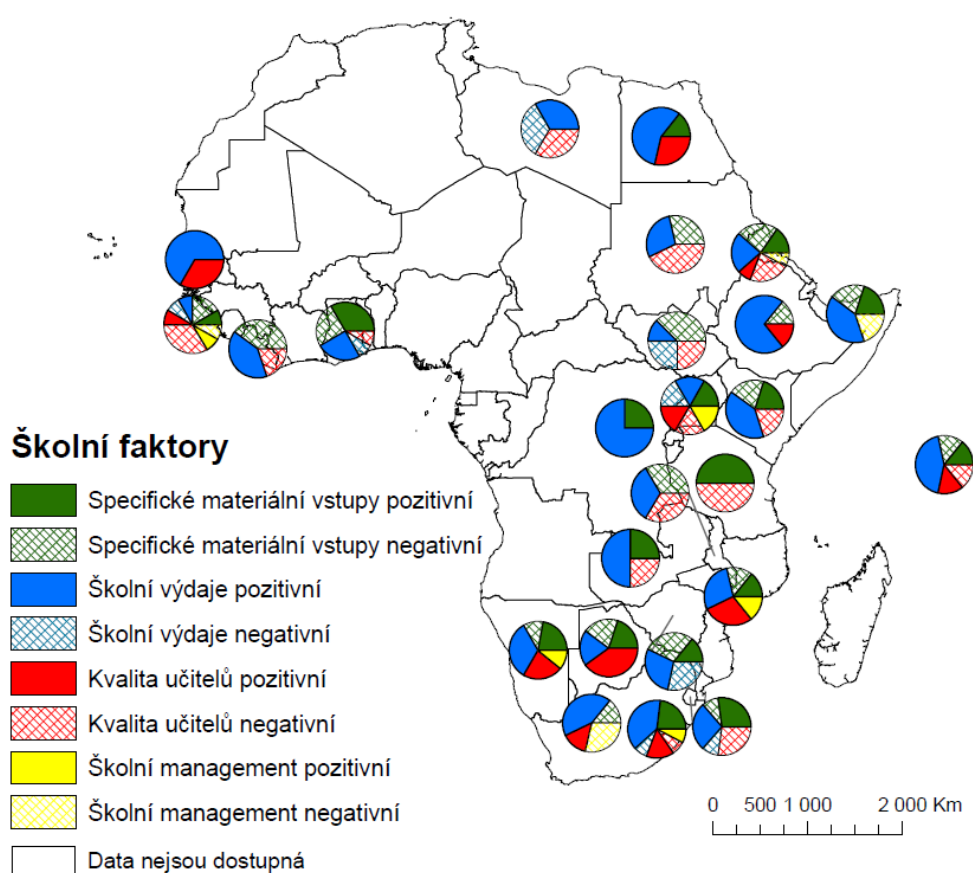 Školní faktory
Specifické materiální vstupy pozitivní
Specifické materiální vstupy negativní
Školní výdaje pozitivní
Školní výdaje negativní
Kvalita učitelů pozitivní
Kvalita učitelů negativní
Školní management pozitivní
Školní management negativní
Data nejsou dostupná
0 500 1 000 2 000 Km